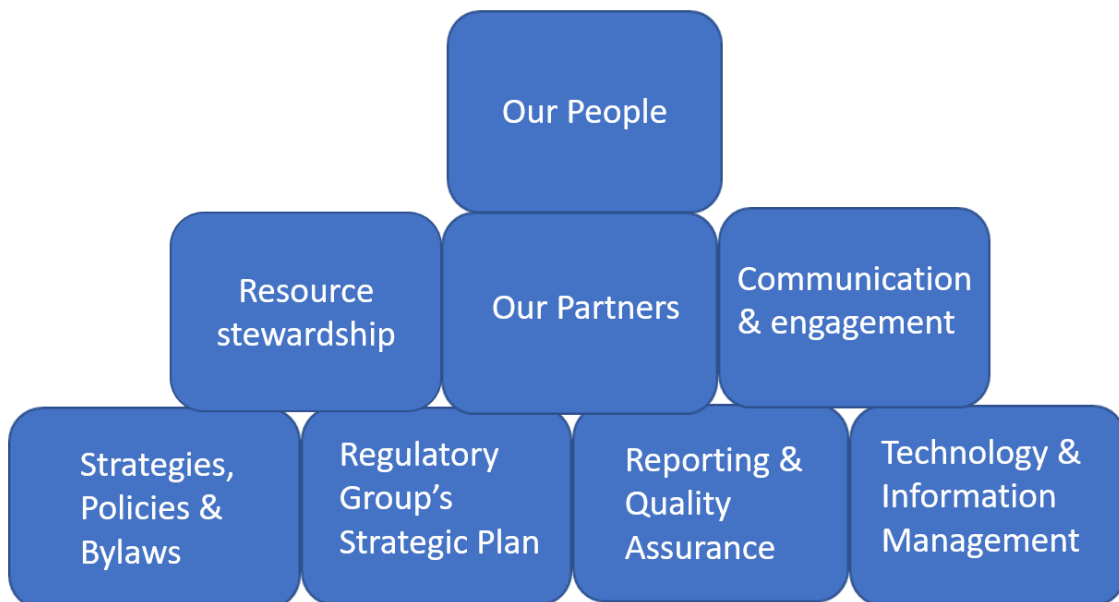 Our People
Resource
stewardship
Our Partners
Communication
& engagement
Strategies,
Policies &
Bylaws
Regulatory
Group’s
Strategic Plan
Reporting &
Quality
Assurance
Technology &
Information
Management